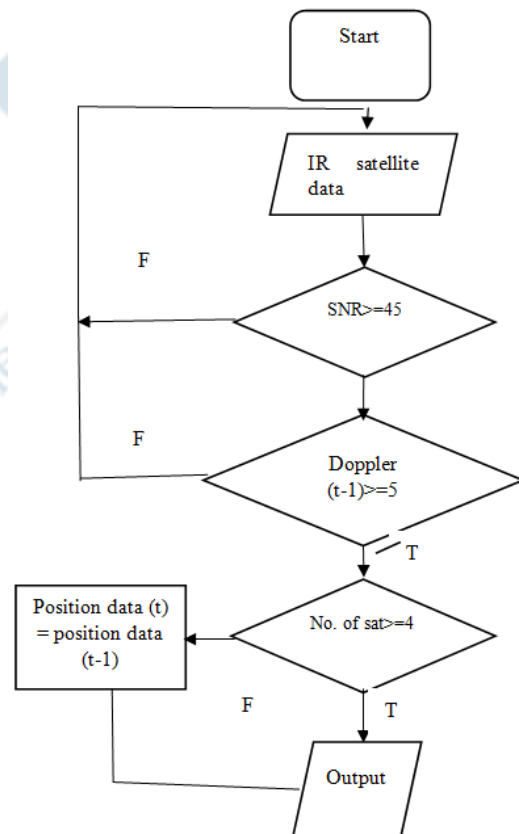 Start
IR satellite
data
F
SNR>=45
F
Doppler
(t-1)>=5
T
Position data (t)
= position data
(t-1)
No. of sat>=4
F
T
Output